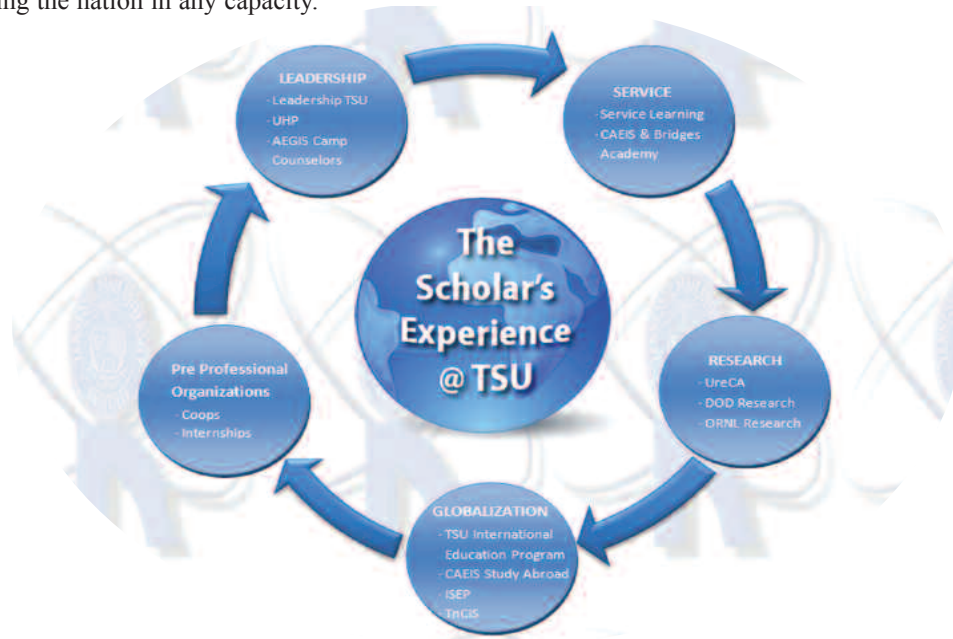 ing the nation in any capacity.
LEADERSHIP
- Leadership TSU
- UHP
- AEGIS Camp
Counselors
SERVICE
- Service Learning
- CAEIS & Bridges
Academy
The
Scholar's
Experience
@ TSU
RESEARCH
- UreCA
- DOD Research
- ORNL Research
GLOBALIZATION
- TSU International
Education Program
- CAEIS Study Abroad
- ISEP
- TnCIS
Pre Professional
Organizations
- Coops
- Internships